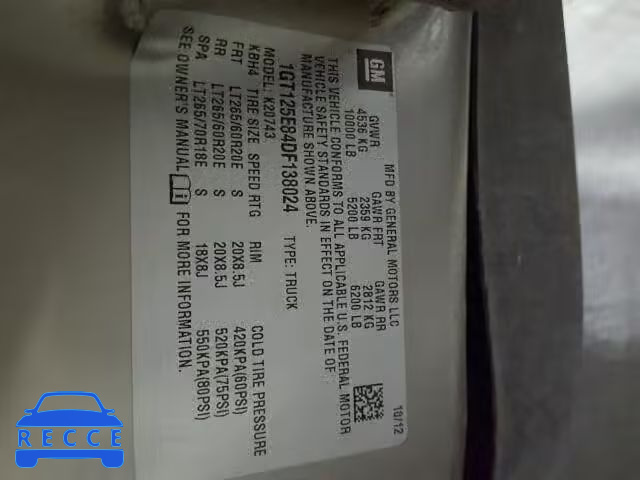 GM
MFD BY GENERAL MOTORS LLC
10/12
GVWR GAWR FRT GAWR RR
4536 KG 2359 KG 2812 KG
10000 LB 5200 LB 6200 LB
THIS VEHICLE CONFORMS TO ALL APPLICABLE U.S. FEDERAL MOTOR
VEHICLE SAFETY STANDARDS IN EFFECT ON THE DATE OF
MANUFACTURE SHOWN ABOVE.
1GT125E84DF138024 TYPE: TRUCK
MODEL: K20743
KBH4 TIRE SIZE SPEED RTG RIM COLD TIRE PRESSURE
FRT LT265/60R20E S 20X8.5J 420KPA(60PSI)
RR LT265/60R20E S 20X8.5J 520KPA(75PSI)
SPA LT265/70R18E S 18X8J 550KPA(80PSI)
SEE OWNER'S MANUAL i FOR MORE INFORMATION.
RECCE